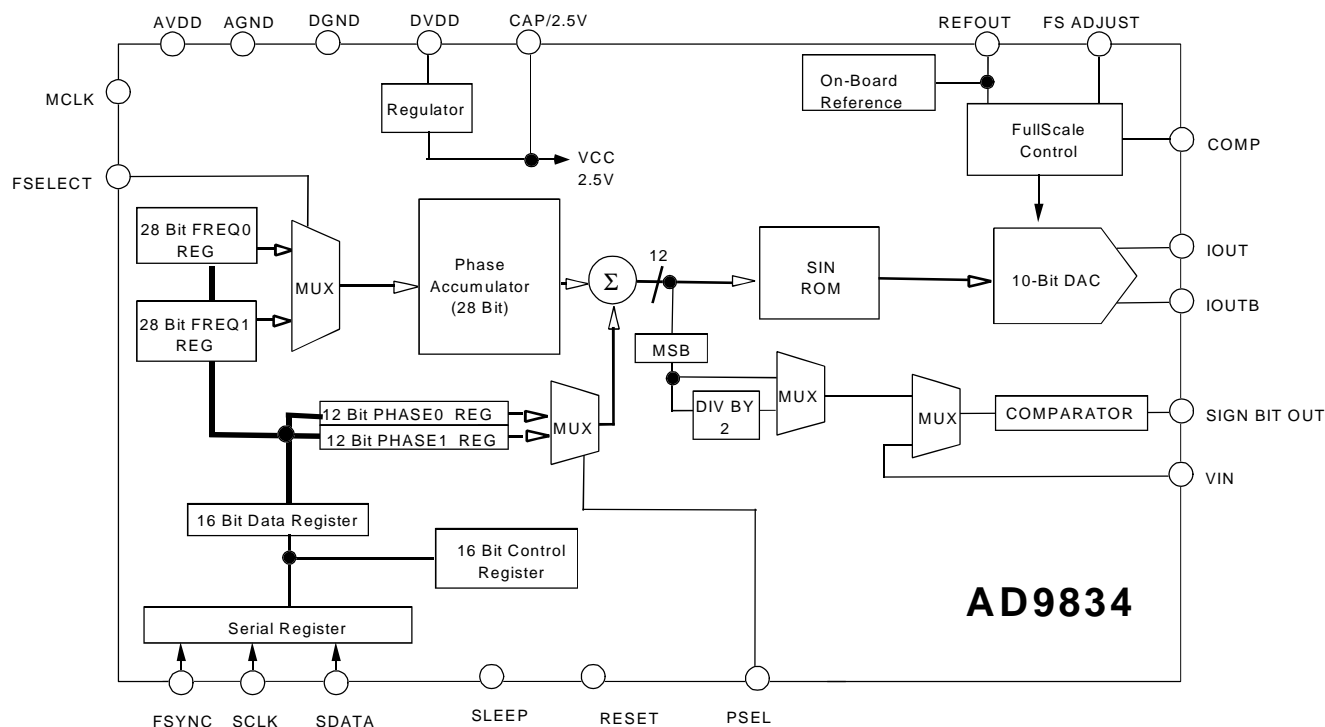 AVDD
AGND
DGND
DVDD
CAP/2.5V
REFOUT
FS ADJUST
MCLK
Regulator
On-Board
Reference
FullScale
Control
COMP
VCC
2.5V
FSELECT
28 Bit FREQ0
REG
28 Bit FREQ1
REG
MUX
Phase
Accumulator
(28 Bit)
Σ
12
SIN
ROM
10-Bit DAC
IOUT
IOUTB
MSB
DIV BY
2
MUX
MUX
COMPARATOR
SIGN BIT OUT
VIN
12 Bit PHASE0 REG
12 Bit PHASE1 REG
MUX
16 Bit Data Register
16 Bit Control
Register
Serial Register
AD9834
FSYNC
SCLK
SDATA
SLEEP
RESET
PSEL